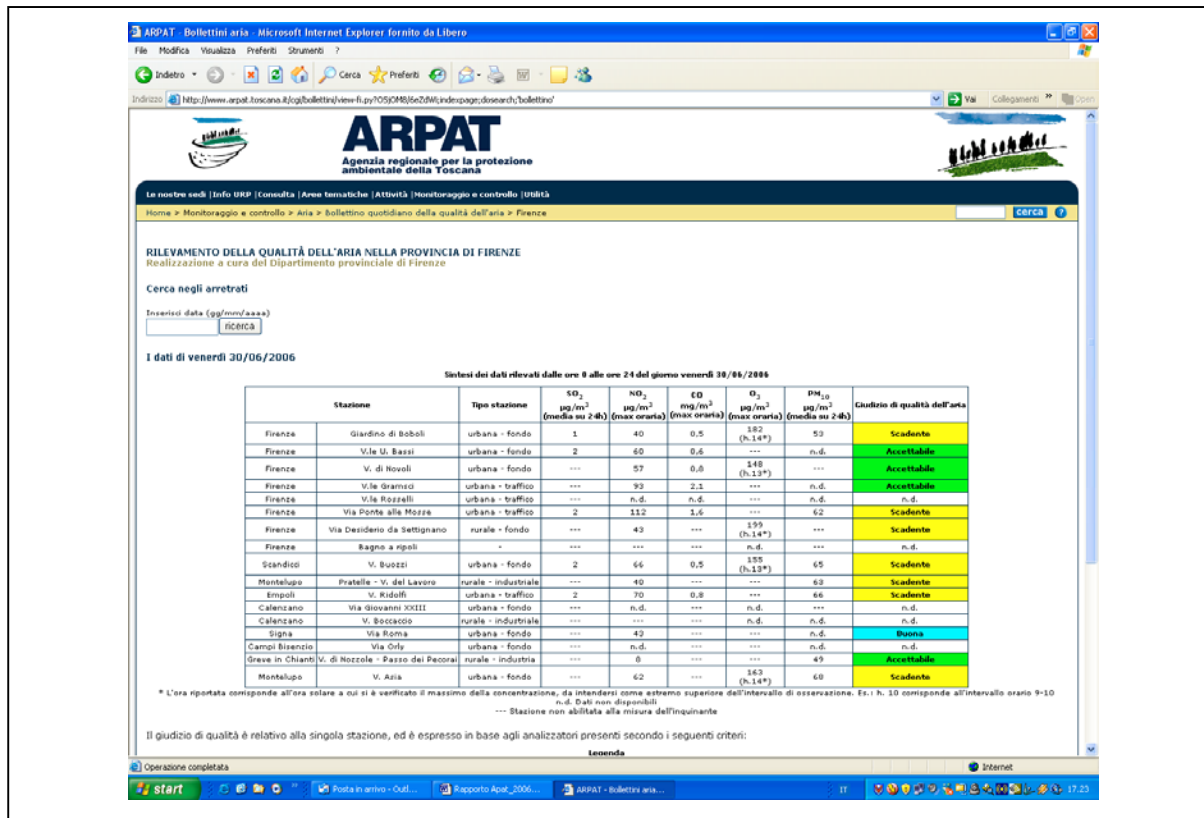 ARPAT - Bollettini aria - Microsoft Internet Explorer fornito da Libero
File Modifica Visualizza Preferiti Strumenti ?
Indietro Cerca Preferiti
Indirizzo Vai Collegamenti »
ARPAT
Agenzia regionale per la protezione
ambientale della Toscana
Le nostre sedi |Info URP |Consulta |Aree tematiche |Attività |Monitoraggio e controllo |Utilità
Home > Monitoraggio e controllo > Aria > Bollettino quotidiano della qualità dell'aria > Firenze cerca ?
RILEVAMENTO DELLA QUALITÀ DELL'ARIA NELLA PROVINCIA DI FIRENZE
Realizzazione a cura del Dipartimento provinciale di Firenze
Cerca negli arretrati
Inserisci data (gg/mm/aaaa)
ricerca
I dati di venerdì 30/06/2006
Sintesi dei dati rilevati dalle ore 0 alle ore 24 del giorno venerdì 30/06/2006
Stazione Tipo stazione SO2 µg/m3 (media su 24h) NO2 µg/m3 (max oraria) CO mg/m3 (max oraria) O3 µg/m3 (max oraria) PM10 µg/m3 (media su 24h) Giudizio di qualità dell'aria
Firenze Giardino di Boboli urbana - fondo 1 40 0,5 182 (h.14*) 53 Scadente
Firenze V.le U. Bassi urbana - fondo 2 60 0,6 --- n.d. Accettabile
Firenze V. di Novoli urbana - fondo --- 57 0,8 148 (h.13*) --- Accettabile
Firenze V.le Gramsci urbana - traffico --- 93 2,1 --- n.d. Accettabile
Firenze V.le Rosselli urbana - traffico --- n.d. n.d. --- n.d. n.d.
Firenze Via Ponte alle Mosse urbana - traffico 2 112 1,6 --- 62 Scadente
Firenze Via Desiderio da Settignano rurale - fondo --- 43 --- 199 (h.14*) --- Scadente
Firenze Bagno a ripoli - --- --- --- n.d. --- n.d.
Scandicci V. Buozzi urbana - fondo 2 66 0,5 155 (h.13*) 65 Scadente
Montelupo Pratelle - V. del Lavoro rurale - industriale --- 40 --- --- 63 Scadente
Empoli V. Ridolfi urbana - traffico 2 70 0,8 --- 66 Scadente
Calenzano Via Giovanni XXIII urbana - fondo --- n.d. --- n.d. --- n.d.
Calenzano V. Boccaccio rurale - industriale --- --- --- n.d. n.d. n.d.
Signa Via Roma urbana - fondo --- 43 --- --- n.d. Buona
Campi Bisenzio Via Orly urbana - fondo --- n.d. --- --- n.d. n.d.
Greve in Chianti V. di Nozzole - Passo dei Pecorai rurale - industria --- 8 --- --- 49 Accettabile
Montelupo V. Asia urbana - fondo --- 62 --- 163 (h.14*) 60 Scadente
* L'ora riportata corrisponde all'ora solare a cui si è verificato il massimo della concentrazione, da intendersi come estremo superiore dell'intervallo di osservazione. Es.: h. 10 corrisponde all'intervallo orario 9-10
n.d. Dati non disponibili
--- Stazione non abilitata alla misura dell'inquinante
Il giudizio di qualità è relativo alla singola stazione, ed è espresso in base agli analizzatori presenti secondo i seguenti criteri:
Legenda
Operazione completata Internet
start Posta in arrivo - Outl... Rapporto Apat_2006... ARPAT - Bollettini aria... IT 17.23